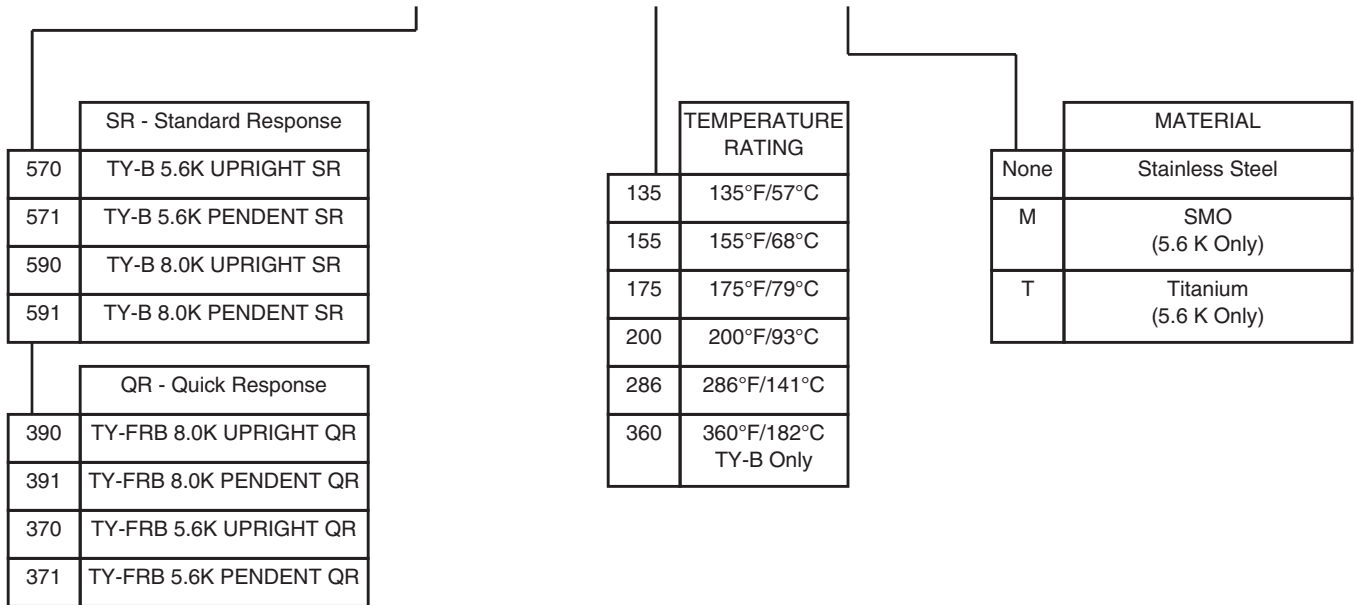 SR - Standard Response
570 TY-B 5.6K UPRIGHT SR
571 TY-B 5.6K PENDENT SR
590 TY-B 8.0K UPRIGHT SR
591 TY-B 8.0K PENDENT SR
QR - Quick Response
390 TY-FRB 8.0K UPRIGHT QR
391 TY-FRB 8.0K PENDENT QR
370 TY-FRB 5.6K UPRIGHT QR
371 TY-FRB 5.6K PENDENT QR
TEMPERATURE
RATING
135 135°F/57°C
155 155°F/68°C
175 175°F/79°C
200 200°F/93°C
286 286°F/141°C
360 360°F/182°C
TY-B Only
MATERIAL
None Stainless Steel
M SMO
(5.6 K Only)
T Titanium
(5.6 K Only)